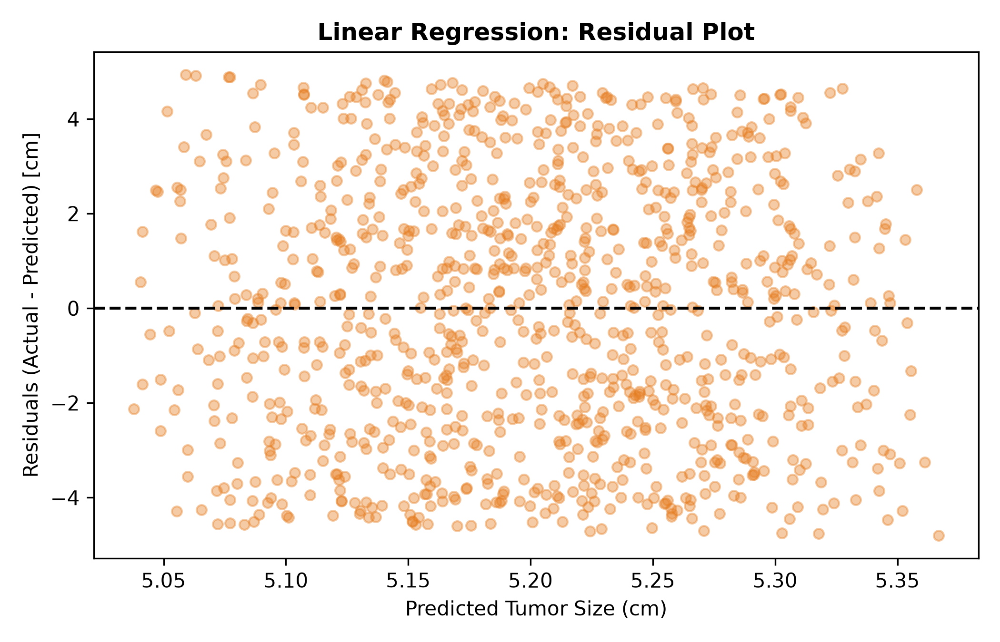 Linear Regression: Residual Plot
Residuals (Actual - Predicted) [cm]
4
2
0
−2
−4
5.05 5.10 5.15 5.20 5.25 5.30 5.35
Predicted Tumor Size (cm)